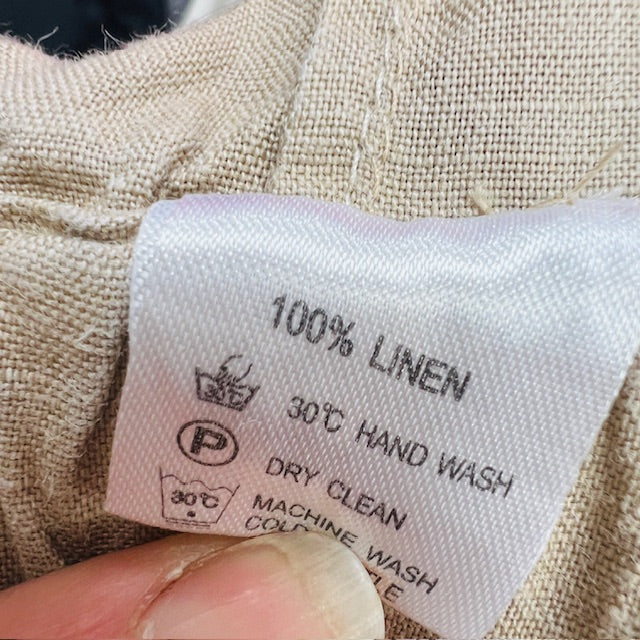 100% LINEN
30°C HAND WASH
P DRY CLEAN
30°C MACHINE WASH